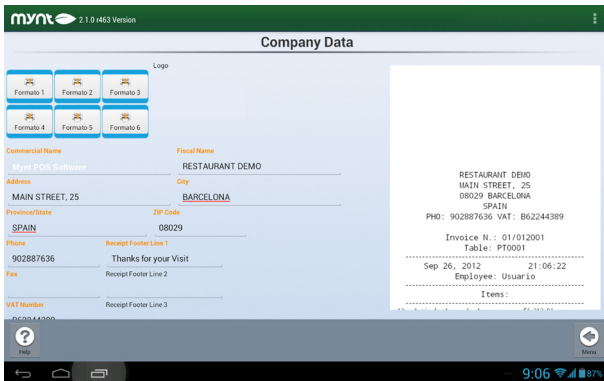 mynt 2.1.0 r463 Version
Company Data
Logo
Formato 1 Formato 2 Formato 3
Formato 4 Formato 5 Formato 6
Commercial Name Fiscal Name
Mynt POS Software RESTAURANT DEMO
Address City
MAIN STREET, 25 BARCELONA
Province/State ZIP Code
SPAIN 08029
Phone Receipt Footer Line 1
902887636 Thanks for your Visit
Fax Receipt Footer Line 2
VAT Number Receipt Footer Line 3
B62244389
RESTAURANT DEMO
MAIN STREET, 25
08029 BARCELONA
SPAIN
PHO: 902887636 VAT: B62244389
Invoice N.: 01/012001
Table: PT0001
Sep 26, 2012 21:06:22
Employee: Usuario
Items:
Help Menu
9:06 87%